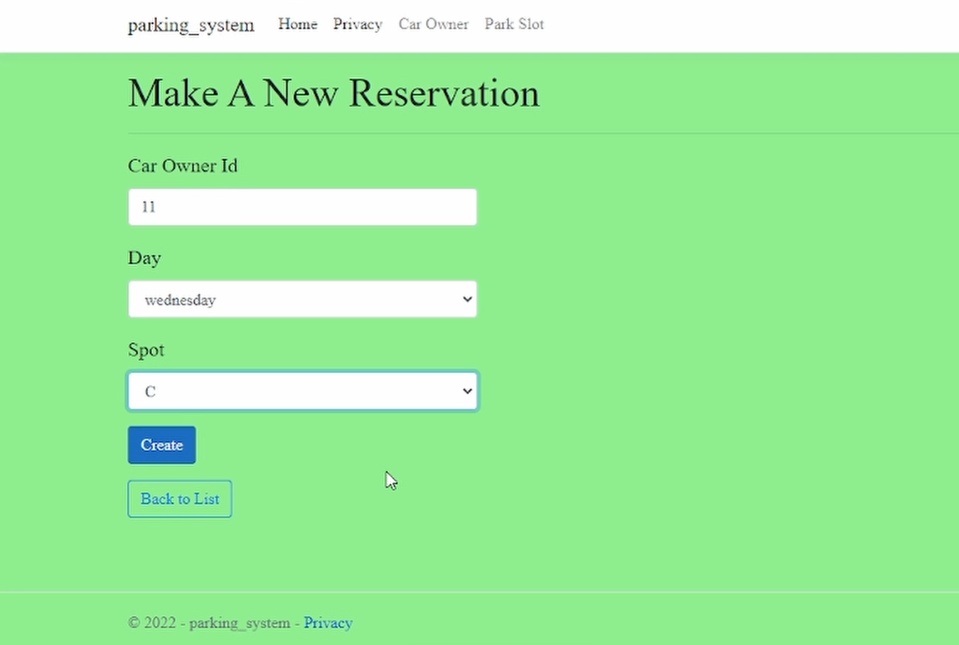 parking_system Home Privacy Car Owner Park Slot
Make A New Reservation
Car Owner Id
11
Day
wednesday
Spot
C
Create
Back to List
© 2022 - parking_system - Privacy